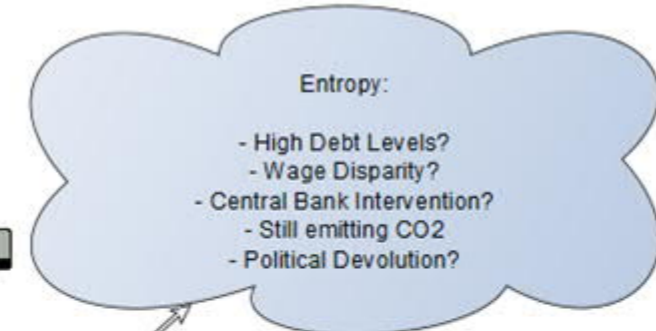 Entropy:
- High Debt Levels?
- Wage Disparity?
- Central Bank Intervention?
- Still emitting CO2
- Political Devolution?